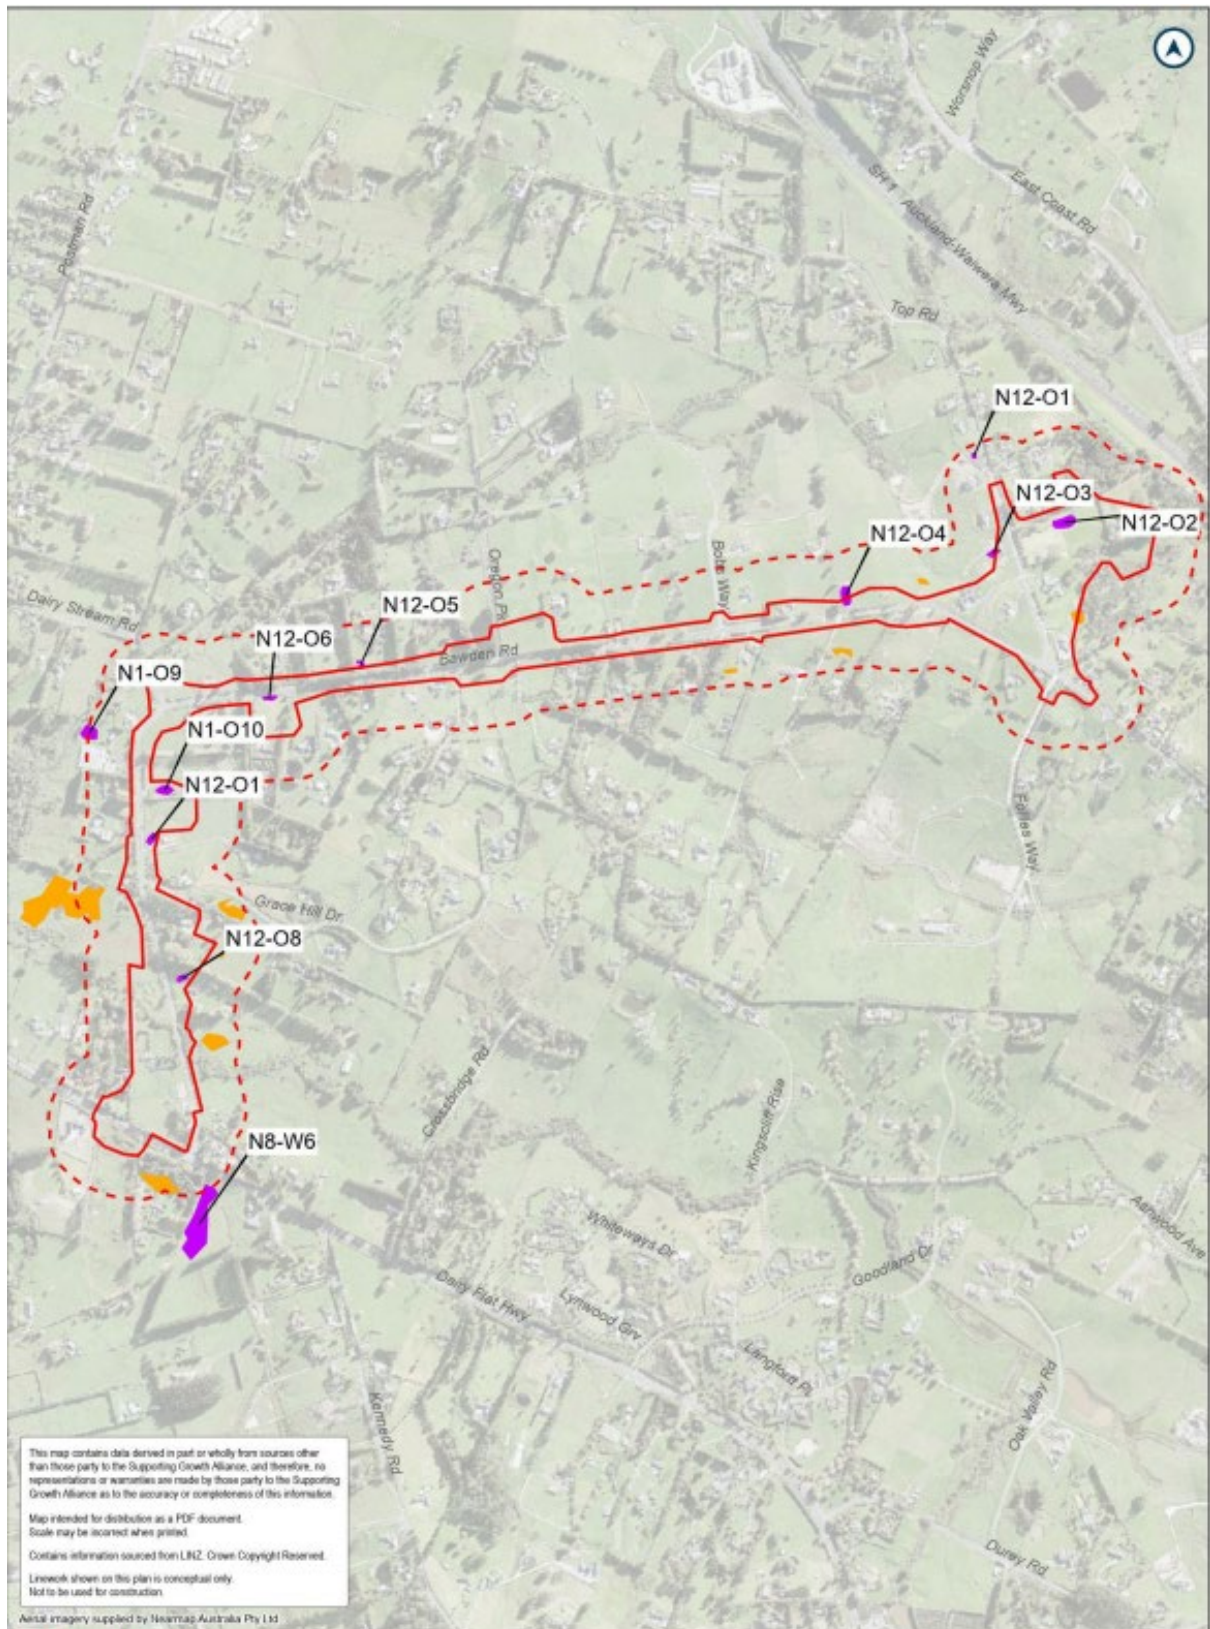 Worsnop Way
East Coast Rd
SH 1 Auckland-Waiwera Mwy
Postman Rd
Top Rd
N12-O1
N12-O3
N12-O2
N12-O4
Bobs Way
Oregon Pk
Dairy Stream Rd
N12-O5
N12-O6
Bawden Rd
N1-O9
N1-O10
N12-O1
Fairies Way
Grace Hill Dr
N12-O8
Crossbridge Rd
Kingscliff Rise
N8-W6
Ashwood Ave
Whiteways Dr
Goodland Dr
Dairy Flat Hwy
Lynwood Grv
Langford Pl
Oak Valley Rd
Kennedy Rd
Durey Rd
This map contains data derived in part or wholly from sources other
than those party to the Supporting Growth Alliance, and therefore, no
representations or warranties are made by those party to the Supporting
Growth Alliance as to the accuracy or completeness of this information.
Map intended for distribution as a PDF document.
Scale may be incorrect when printed.
Contains information sourced from LINZ. Crown Copyright Reserved.
Linework shown on this plan is conceptual only.
Not to be used for construction.
Aerial imagery supplied by Nearmap Australia Pty Ltd